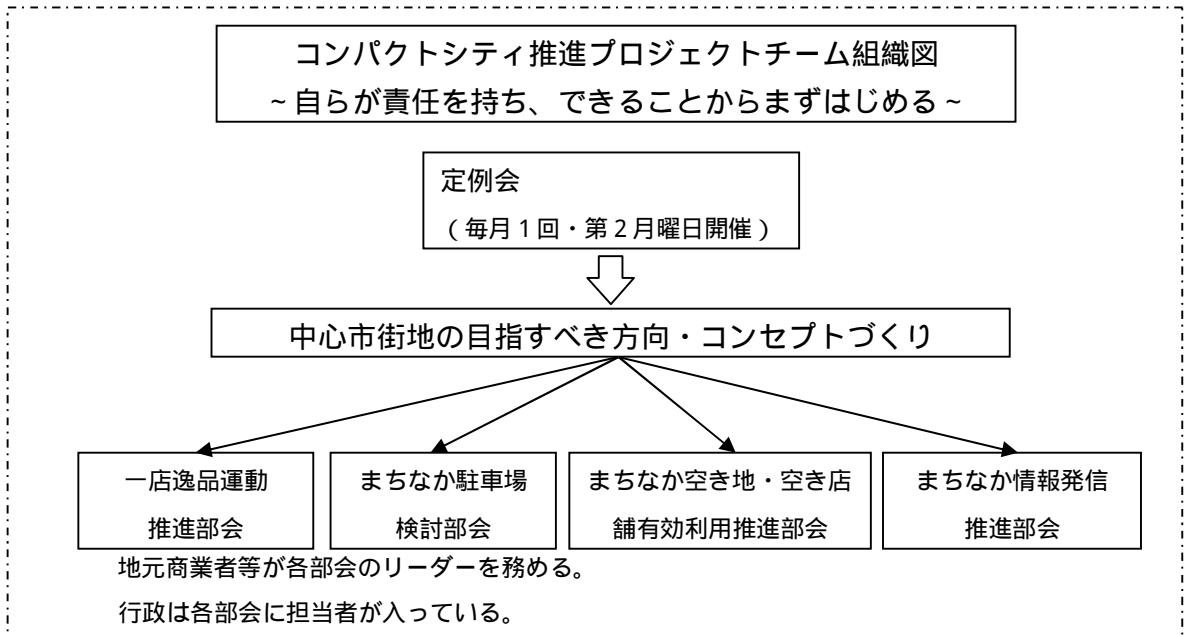 コンパクトシティ推進プロジェクトチーム組織図
~自らが責任を持ち、できることからまずはじめる~
定例会
(毎月1回・第2月曜日開催)
中心市街地の目指すべき方向・コンセプトづくり
一店逸品運動
推進部会
まちなか駐車場
検討部会
まちなか空き地・空き店
舗有効利用推進部会
まちなか情報発信
推進部会
地元商業者等が各部会のリーダーを務める。
行政は各部会に担当者が入っている。